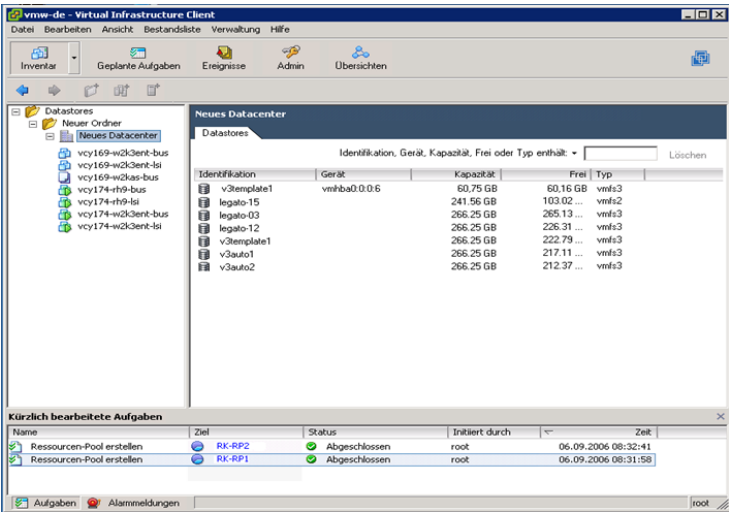 vmw-de - Virtual Infrastructure Client
Datei Bearbeiten Ansicht Bestandsliste Verwaltung Hilfe
Inventar Geplante Aufgaben Ereignisse Admin Übersichten
Datastores
Neuer Ordner
Neues Datacenter
vcy169-w2k3ent-bus
vcy169-w2k3ent-lsi
vcy169-w2kas-bus
vcy174-rh9-bus
vcy174-rh9-lsi
vcy174-w2k3ent-bus
vcy174-w2k3ent-lsi
Neues Datacenter
Datastores
Identifikation, Gerät, Kapazität, Frei oder Typ enthält: Löschen
Identifikation Gerät Kapazität Frei Typ
v3template1 vmhba0:0:0:6 60,75 GB 60,16 GB vmfs3
legato-15 241.56 GB 103.02 ... vmfs2
legato-03 266.25 GB 265.13 ... vmfs3
legato-12 266.25 GB 226.31 ... vmfs3
v3template1 266.25 GB 222.79 ... vmfs3
v3auto1 266.25 GB 217.11 ... vmfs3
v3auto2 266.25 GB 212.37 ... vmfs3
Kürzlich bearbeitete Aufgaben
Name Ziel Status Initiiert durch Zeit
Ressourcen-Pool erstellen RK-RP2 Abgeschlossen root 06.09.2006 08:32:41
Ressourcen-Pool erstellen RK-RP1 Abgeschlossen root 06.09.2006 08:31:58
Aufgaben Alarmmeldungen root